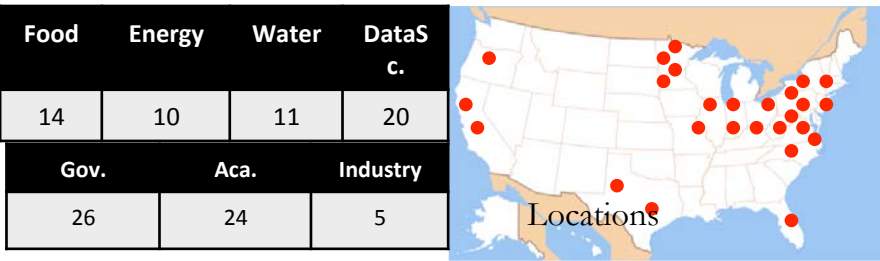 Food Energy Water DataS
c.
14 10 11 20
Gov. Aca. Industry
26 24 5
Locations